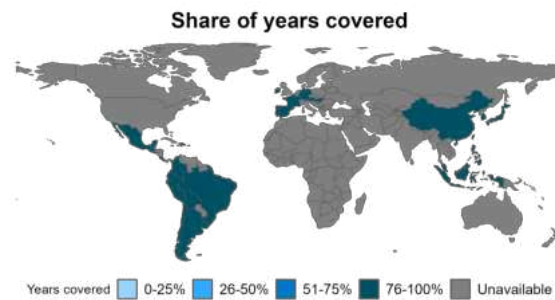 Share of years covered
Years covered 0-25% 26-50% 51-75% 76-100% Unavailable